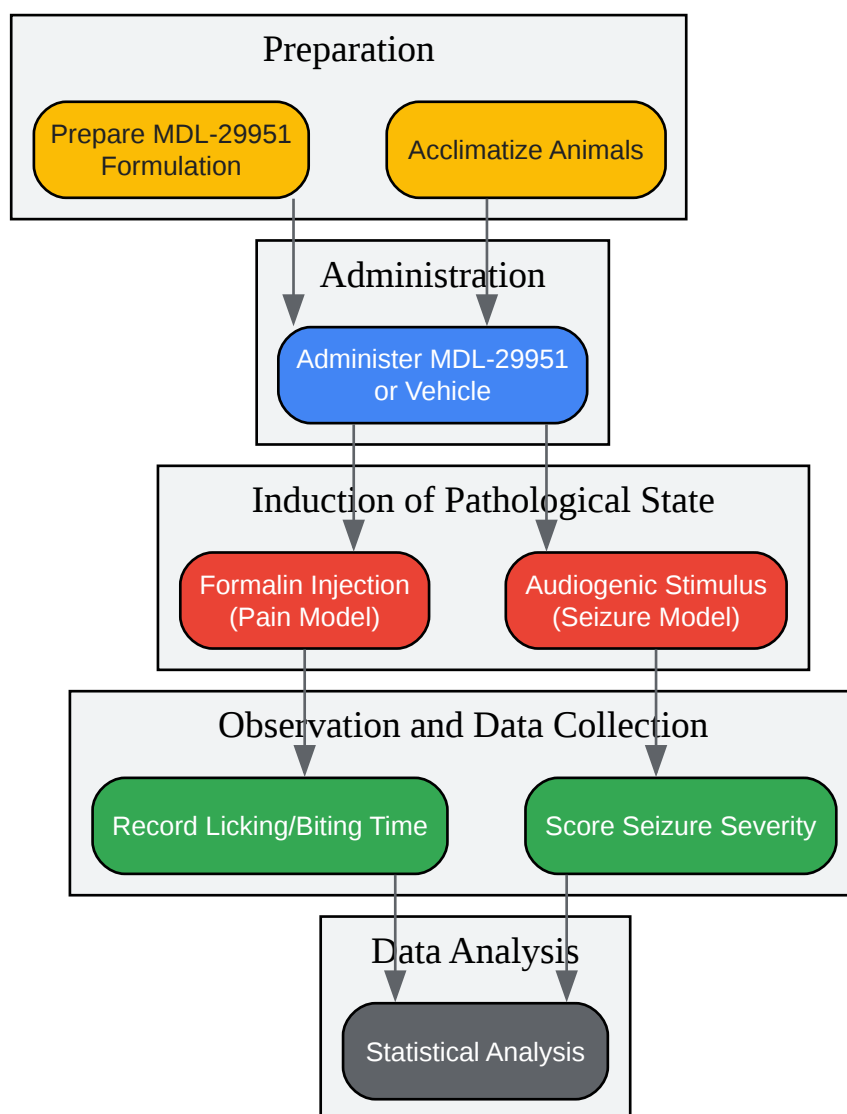 Preparation
Prepare MDL-29951
Formulation
Acclimatize Animals
Administration
Administer MDL-29951
or Vehicle
Induction of Pathological State
Formalin Injection
(Pain Model)
Audiogenic Stimulus
(Seizure Model)
Observation and Data Collection
Record Licking/Biting Time
Score Seizure Severity
Data Analysis
Statistical Analysis